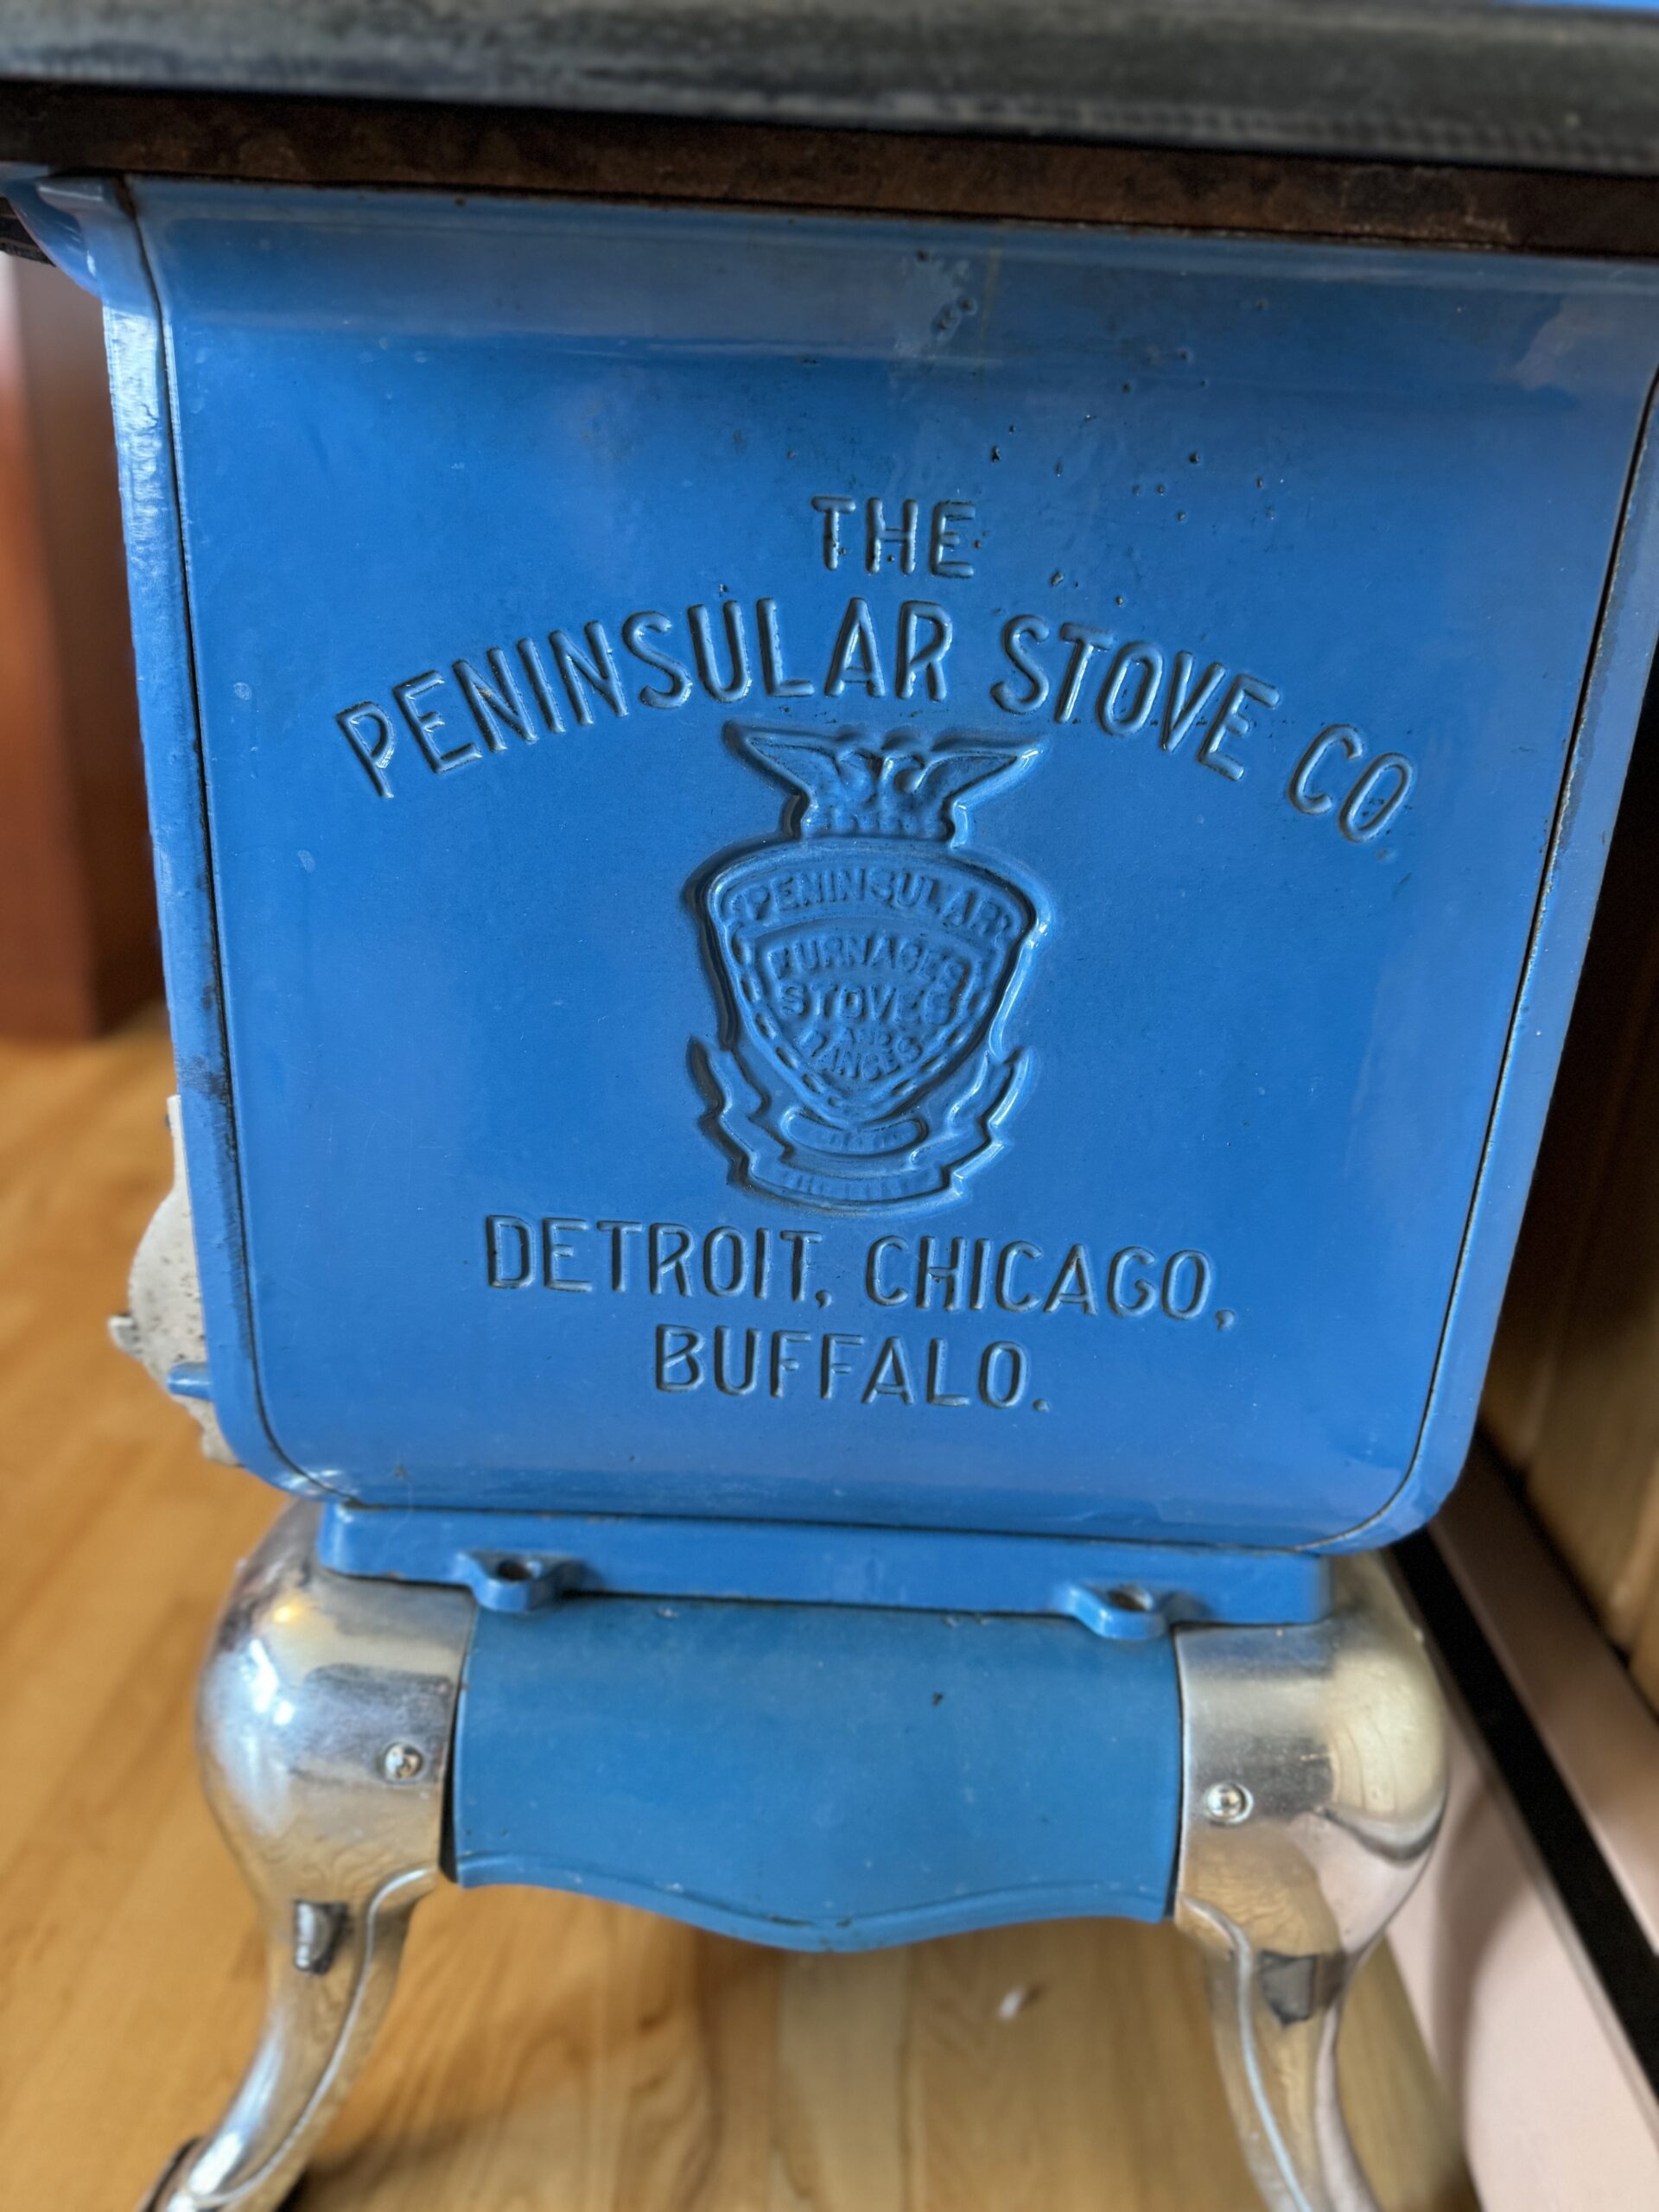 THE
PENINSULAR STOVE CO.
PENINSULAR
FURNACES
STOVES
AND
RANGES
DETROIT, CHICAGO,
BUFFALO.